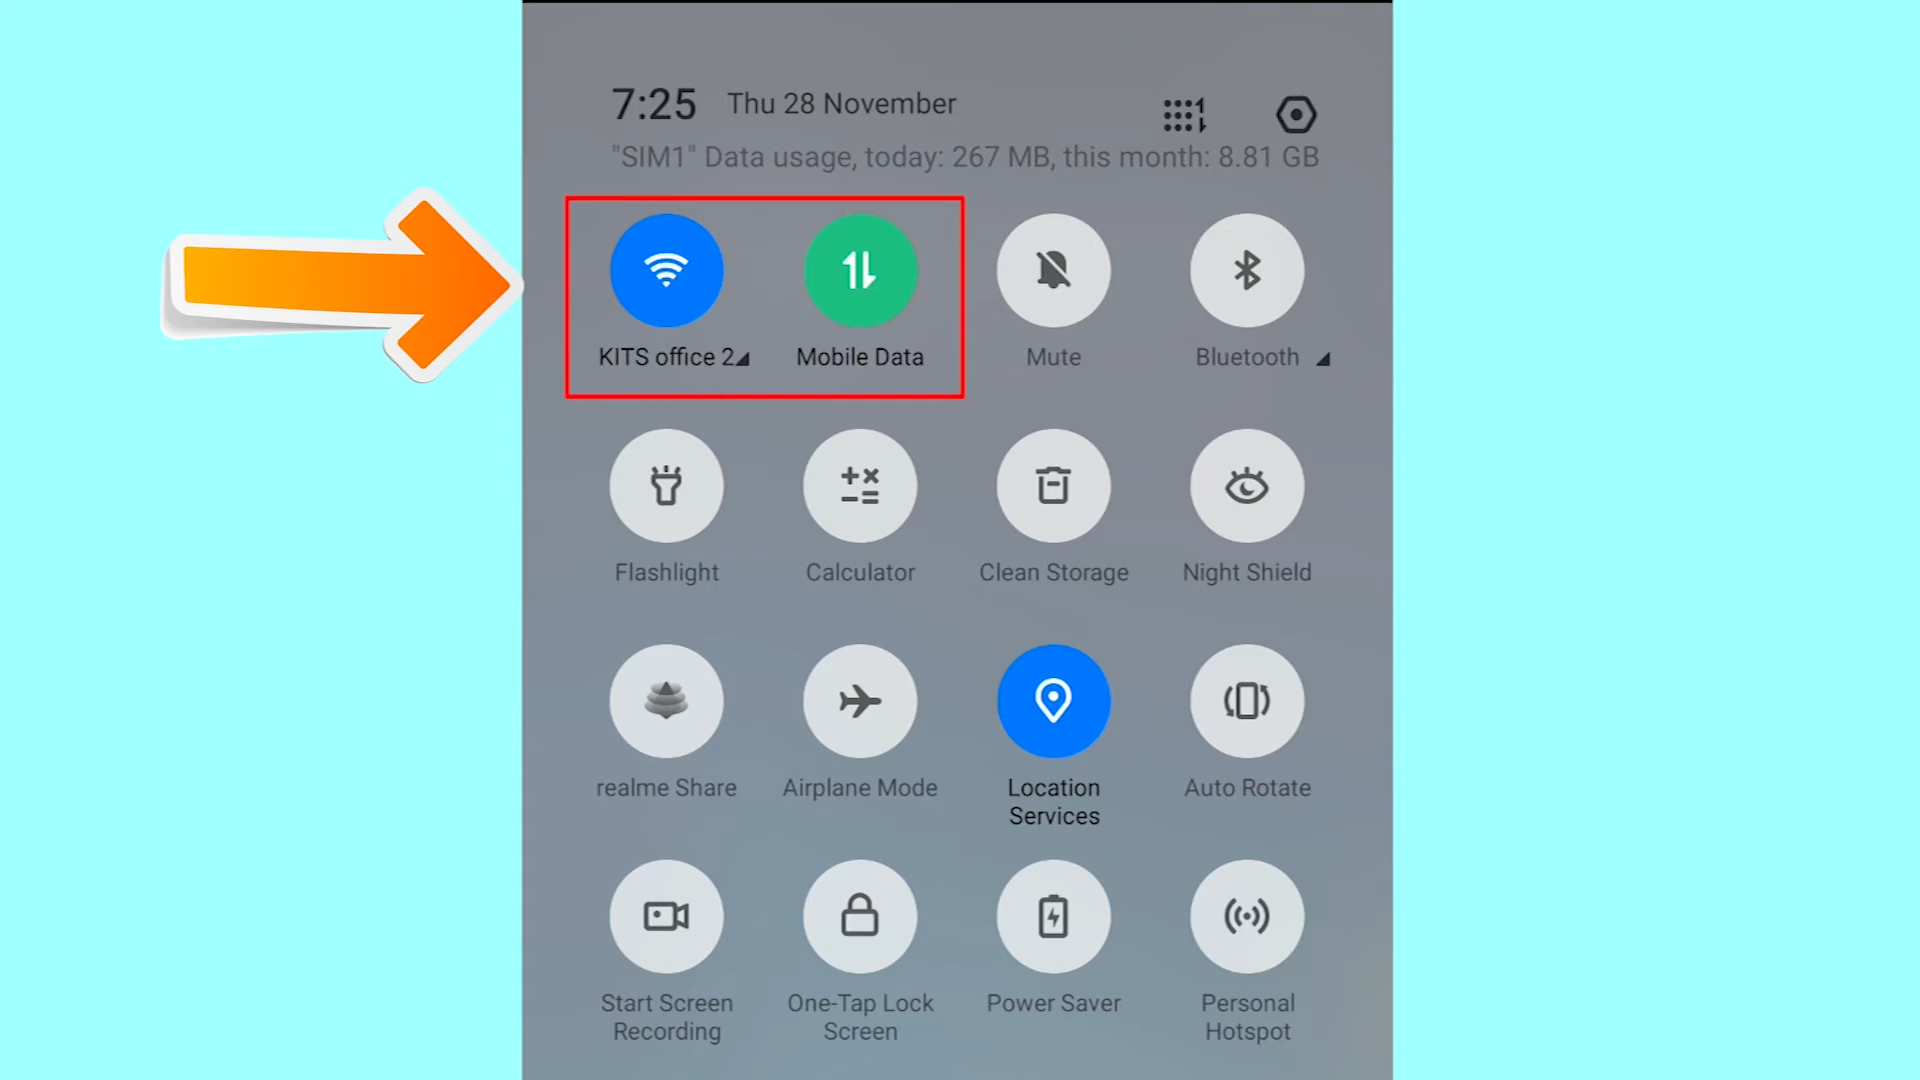 7:25 Thu 28 November
"SIM1" Data usage, today: 267 MB, this month: 8.81 GB
KITS office 2 Mobile Data Mute Bluetooth
Flashlight Calculator Clean Storage Night Shield
realme Share Airplane Mode Location Auto Rotate
Services
Start Screen One-Tap Lock Power Saver Personal
Recording Screen Hotspot